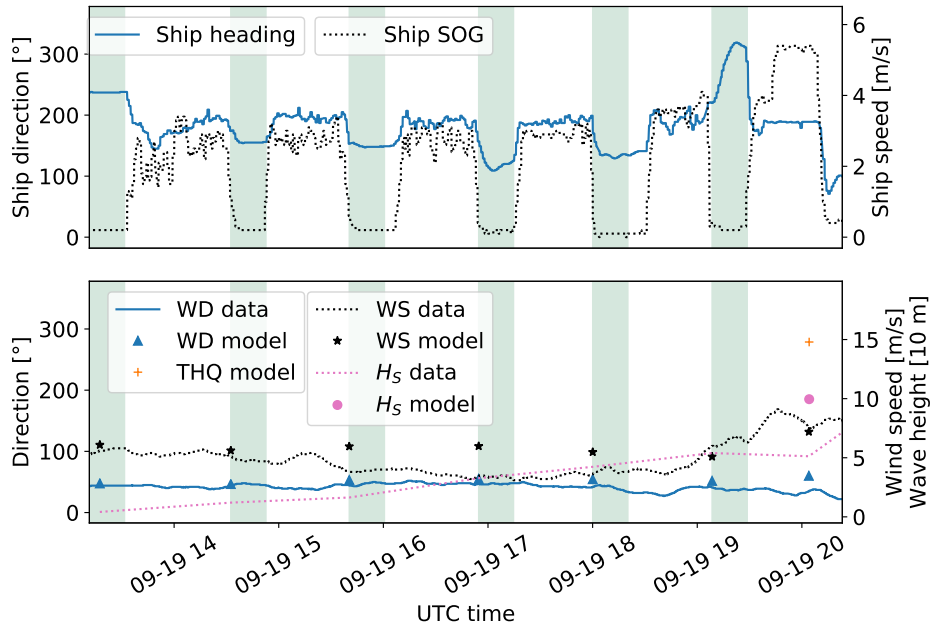 Ship heading
Ship SOG
Ship direction [°]
300
200
100
0
Ship speed [m/s]
6
4
2
0
WD data
WD model
THQ model
WS data
WS model
H_S data
H_S model
Direction [°]
300
200
100
0
Wind speed [m/s]
Wave height [10 m]
15
10
5
0
09-19 14
09-19 15
09-19 16
09-19 17
09-19 18
09-19 19
09-19 20
UTC time